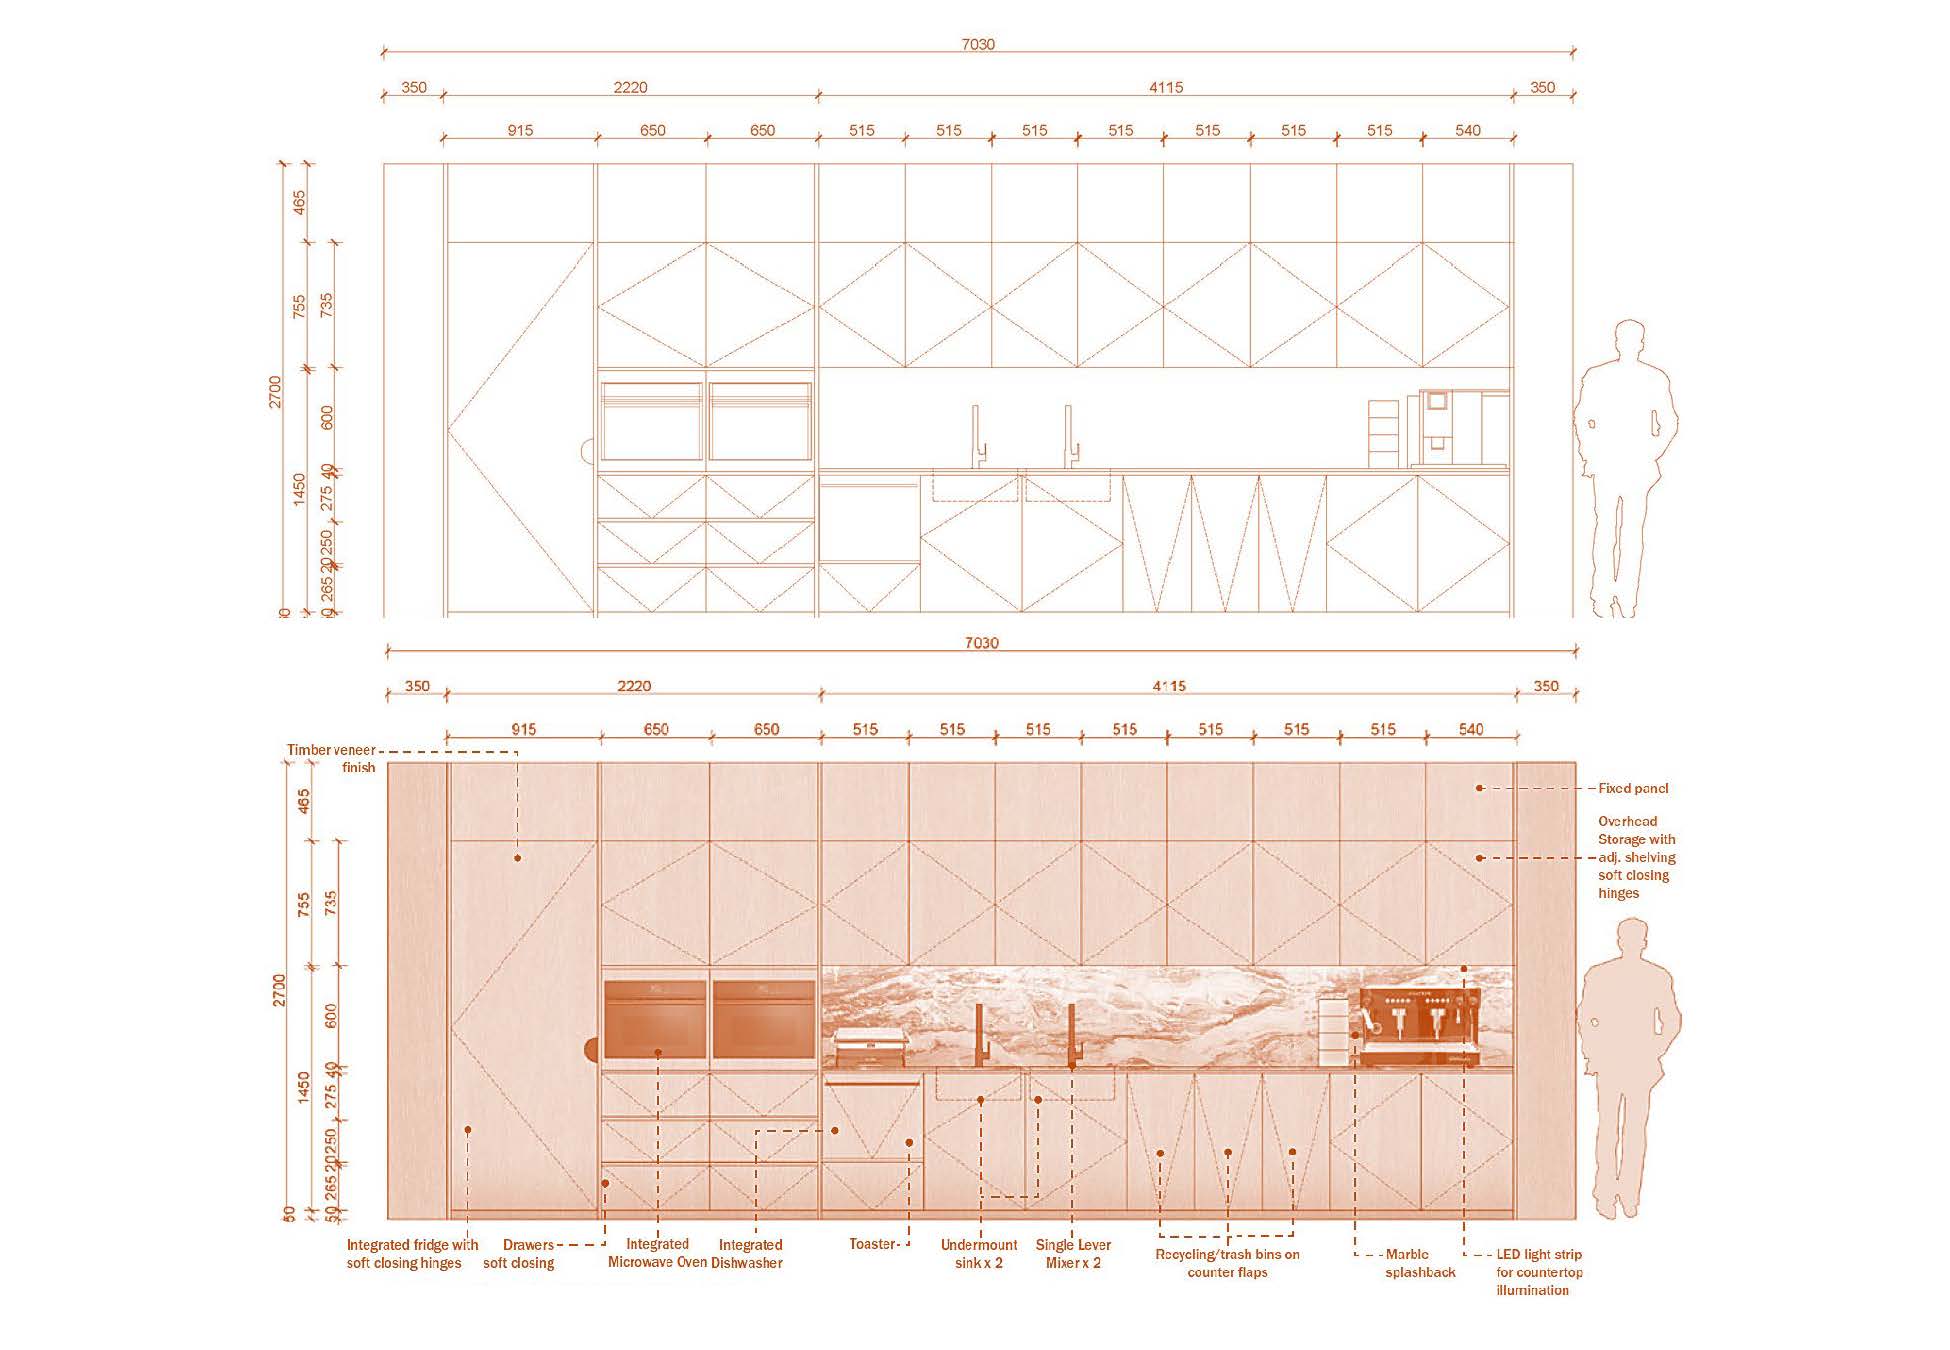 7030
350 2220 4115 350
915 650 650 515 515 515 515 515 515 515 540
2700
465
755
1450
735
600
40
275
250
20
265
7030
350 2220 4115 350
915 650 650 515 515 515 515 515 515 515 540
Timber veneer
finish
Fixed panel
Overhead
Storage with
adj. shelving
soft closing
hinges
2700
50
465
755
1450
735
600
40
275
250
20
265
50
Integrated fridge with
soft closing hinges
Drawers
soft closing
Integrated
Microwave Oven
Integrated
Dishwasher
Toaster
Undermount
sink x 2
Single Lever
Mixer x 2
Recycling/trash bins on
counter flaps
Marble
splashback
LED light strip
for countertop
illumination